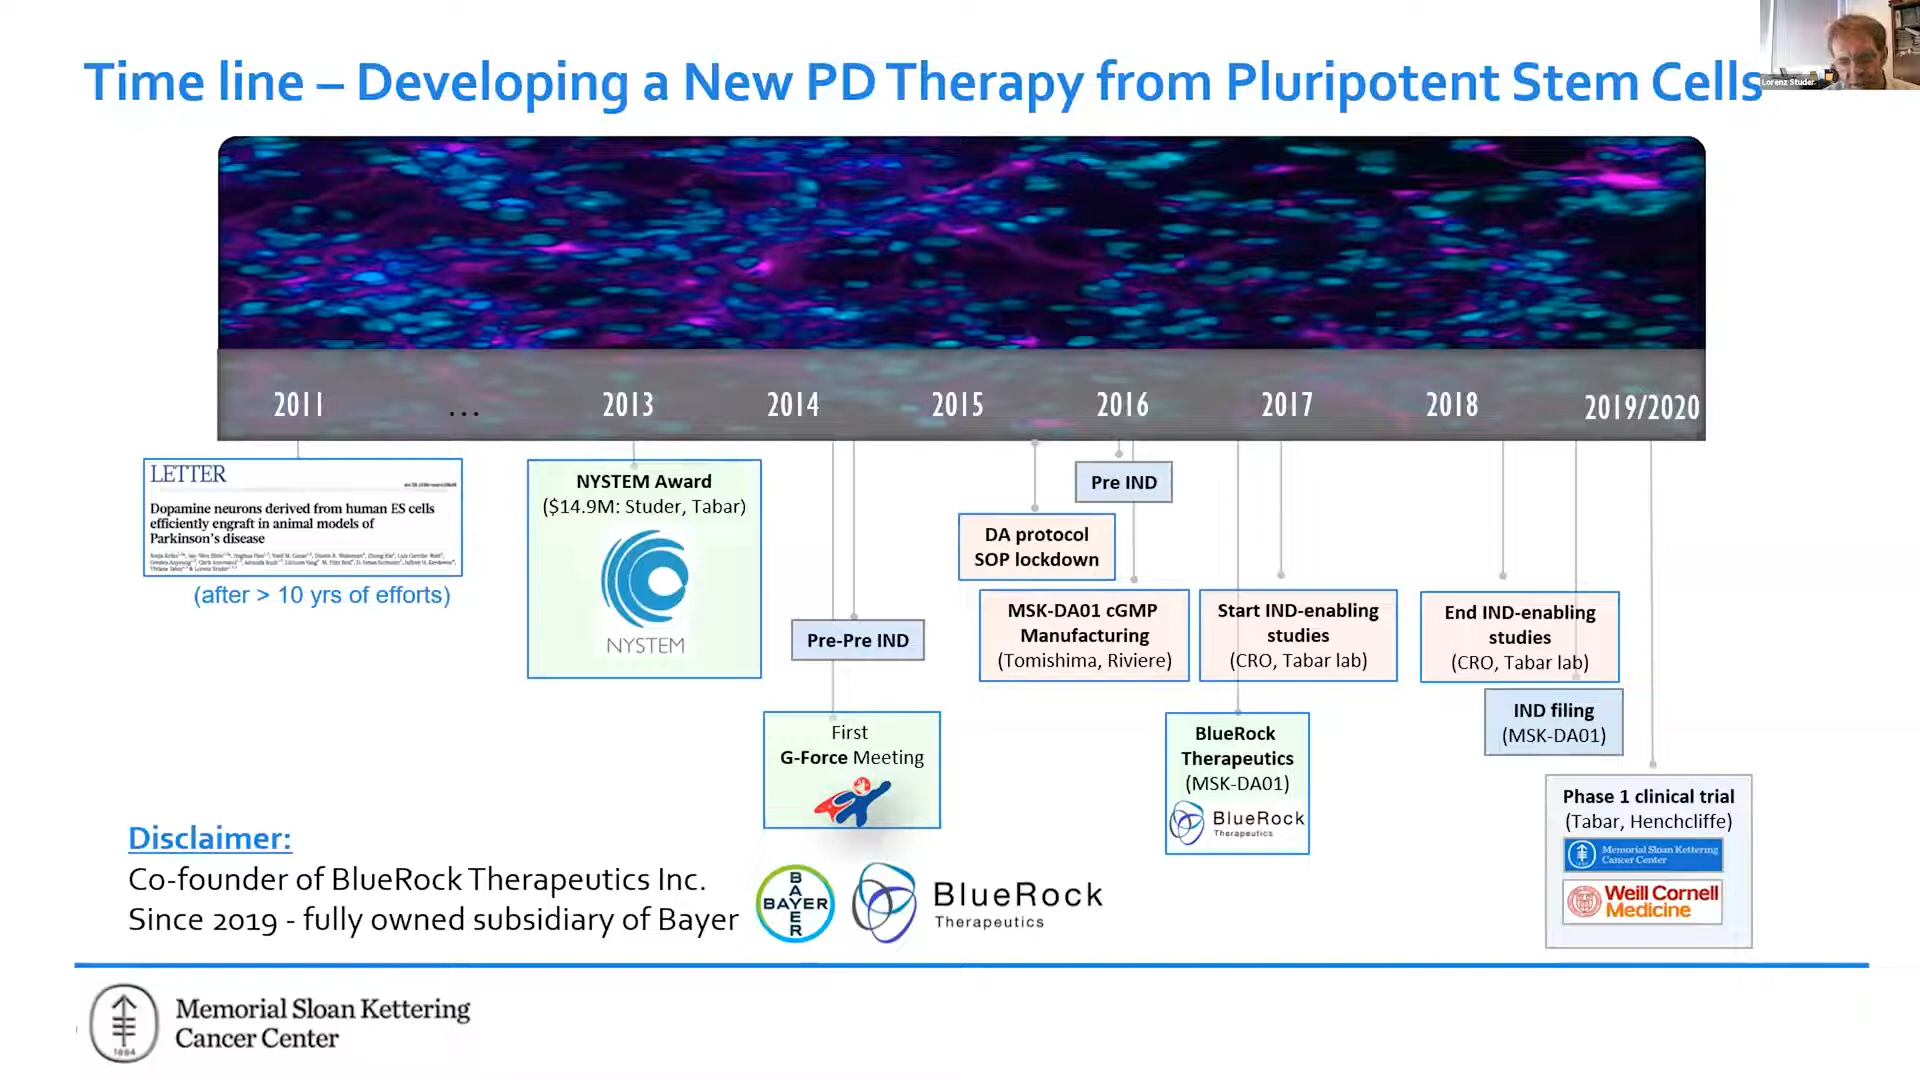 Time line – Developing a New PD Therapy from Pluripotent Stem Cells
Lorenz Studer
2011 ... 2013 2014 2015 2016 2017 2018 2019/2020
LETTER
Dopamine neurons derived from human ES cells
efficiently engraft in animal models of
Parkinson's disease
(after > 10 yrs of efforts)
NYSTEM Award
($14.9M: Studer, Tabar)
NYSTEM
Pre-Pre IND
First
G-Force Meeting
Pre IND
DA protocol
SOP lockdown
MSK-DA01 cGMP
Manufacturing
(Tomishima, Riviere)
Start IND-enabling
studies
(CRO, Tabar lab)
BlueRock
Therapeutics
(MSK-DA01)
BlueRock
Therapeutics
End IND-enabling
studies
(CRO, Tabar lab)
IND filing
(MSK-DA01)
Phase 1 clinical trial
(Tabar, Henchcliffe)
Memorial Sloan Kettering
Cancer Center
Weill Cornell
Medicine
Disclaimer:
Co-founder of BlueRock Therapeutics Inc.
Since 2019 - fully owned subsidiary of Bayer
BAYER
BAYER
BlueRock
Therapeutics
Memorial Sloan Kettering
Cancer Center
1884